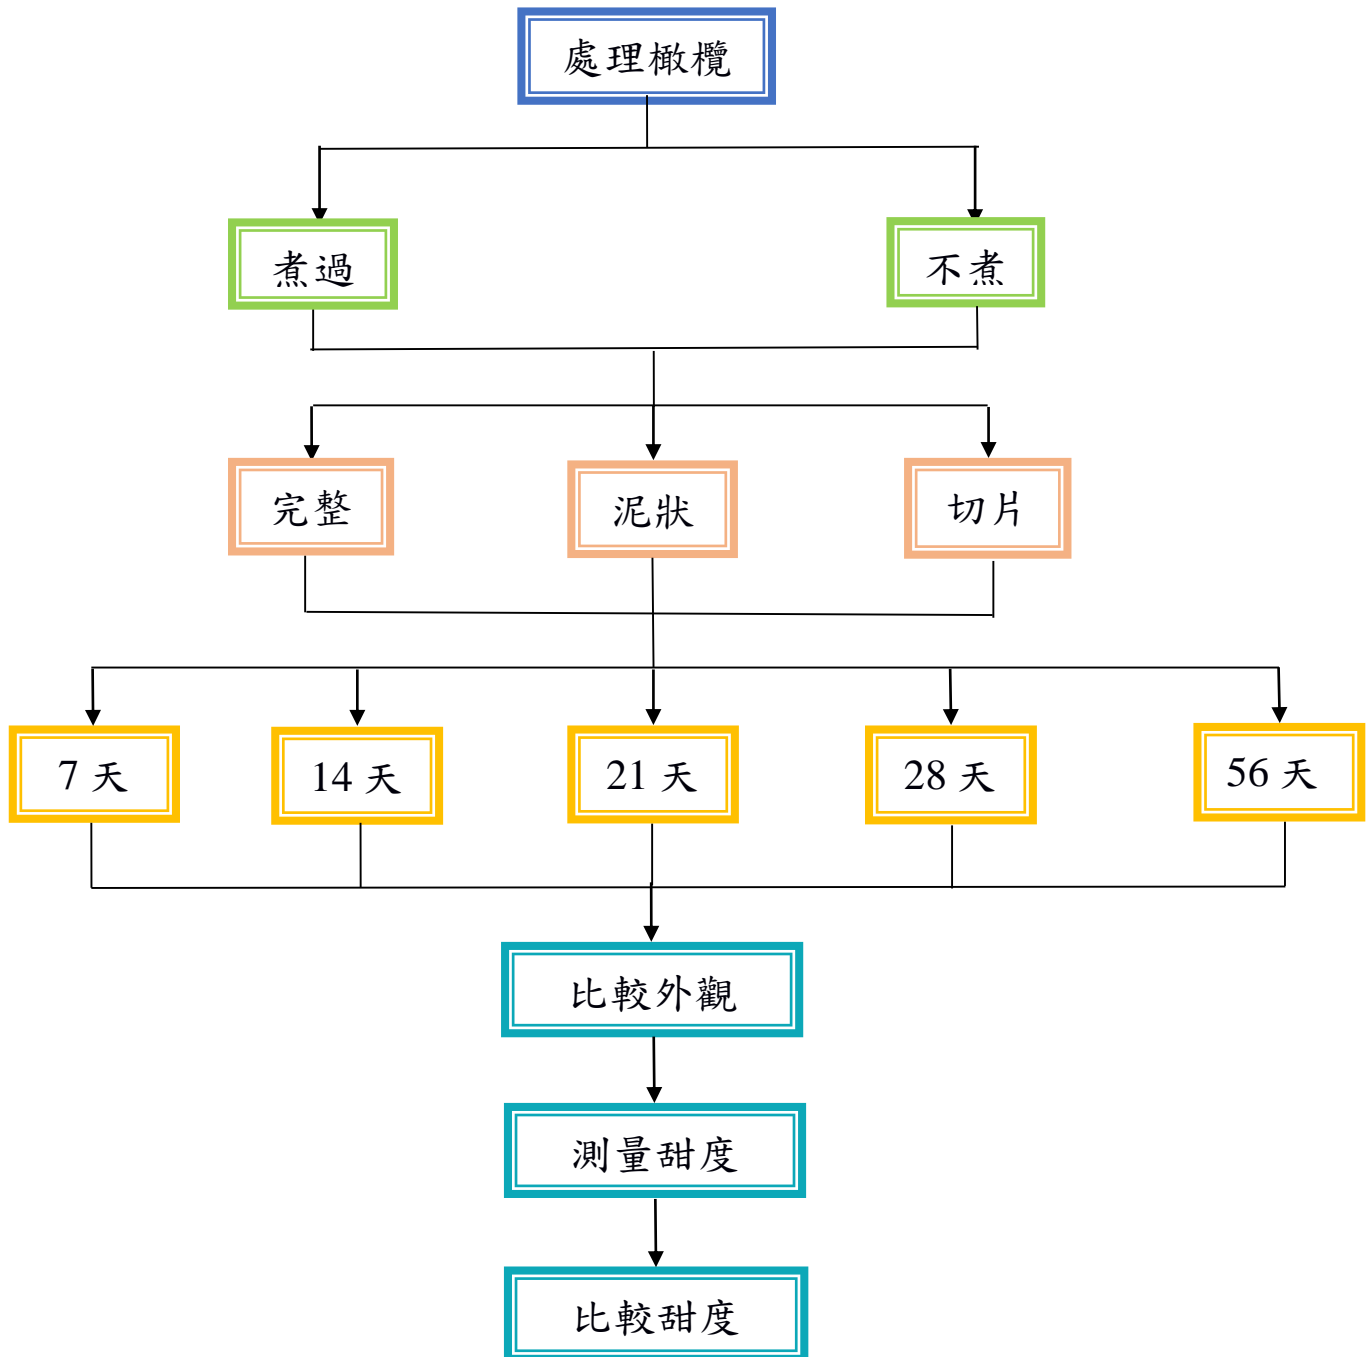 處理橄欖
煮過
不煮
完整
泥狀
切片
7 天
14 天
21 天
28 天
56 天
比較外觀
測量甜度
比較甜度